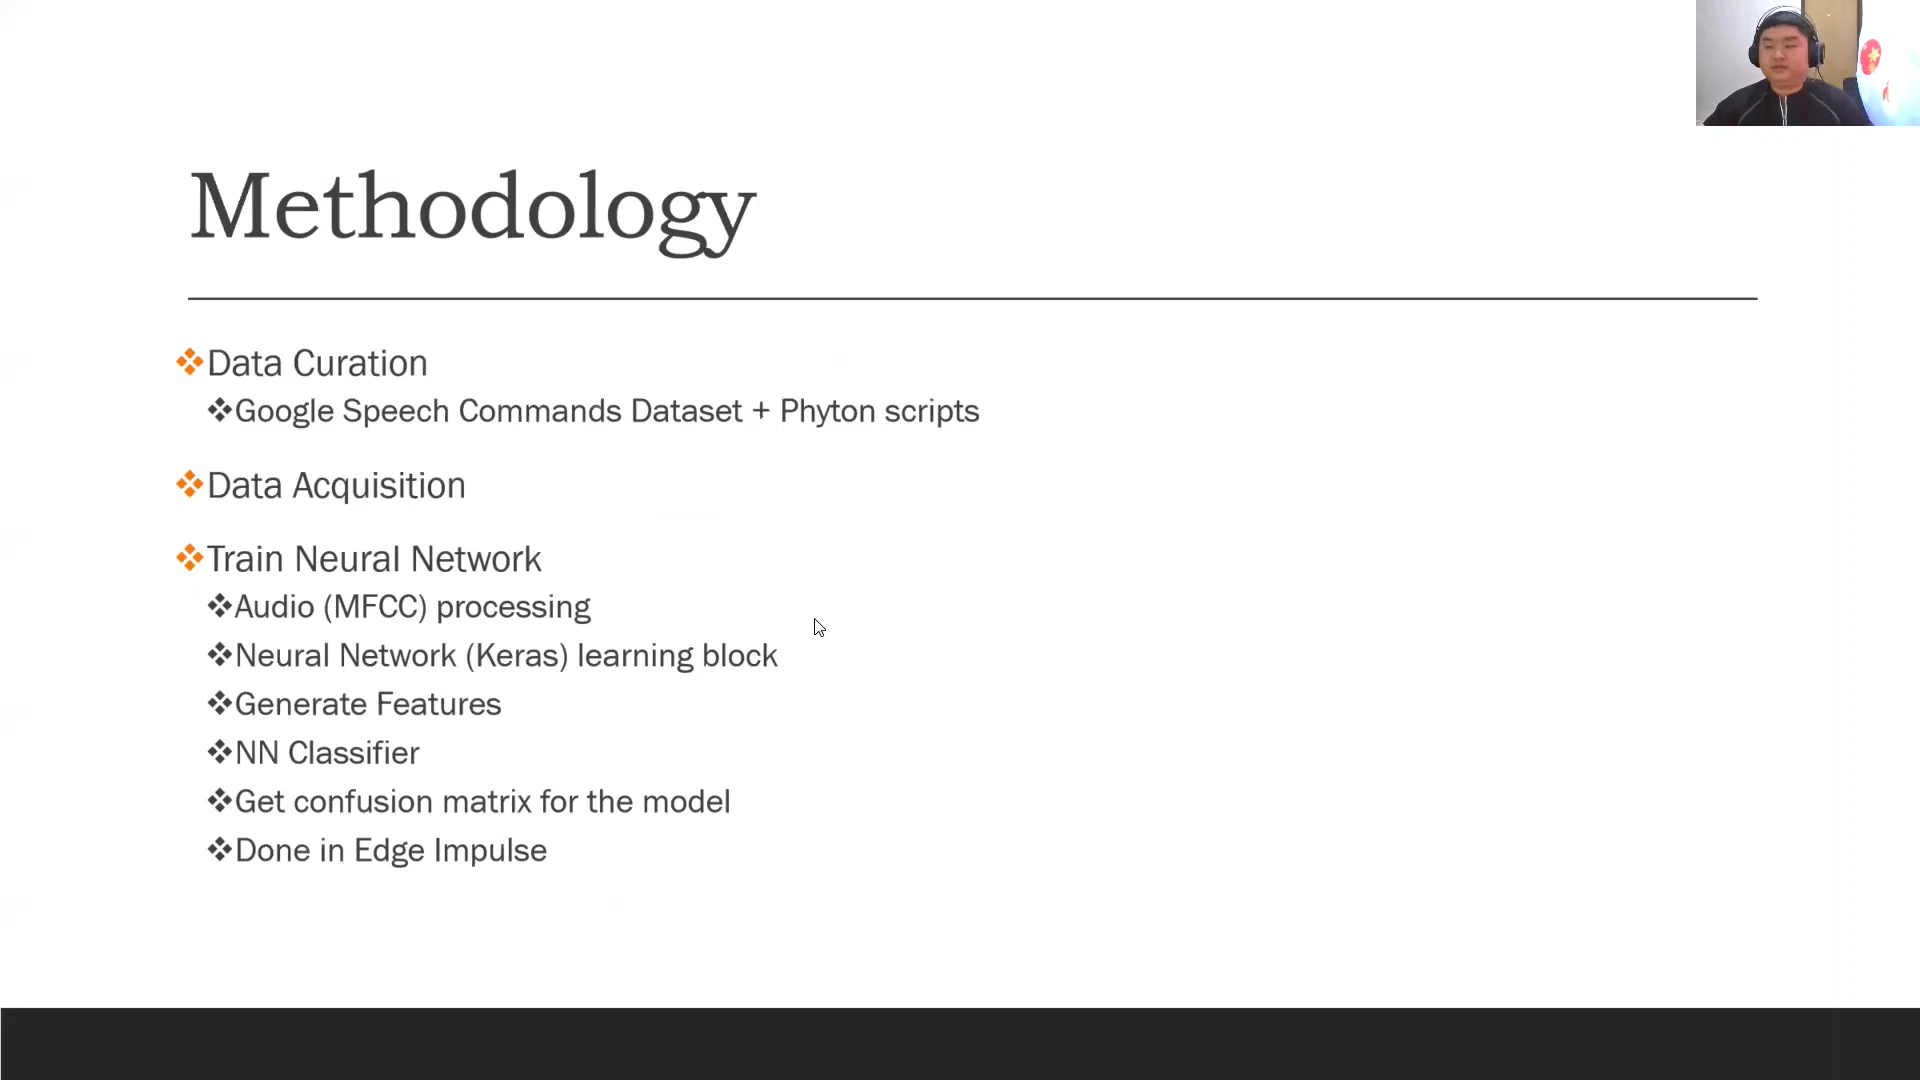 Methodology
Data Curation
Google Speech Commands Dataset + Phyton scripts
Data Acquisition
Train Neural Network
Audio (MFCC) processing
Neural Network (Keras) learning block
Generate Features
NN Classifier
Get confusion matrix for the model
Done in Edge Impulse